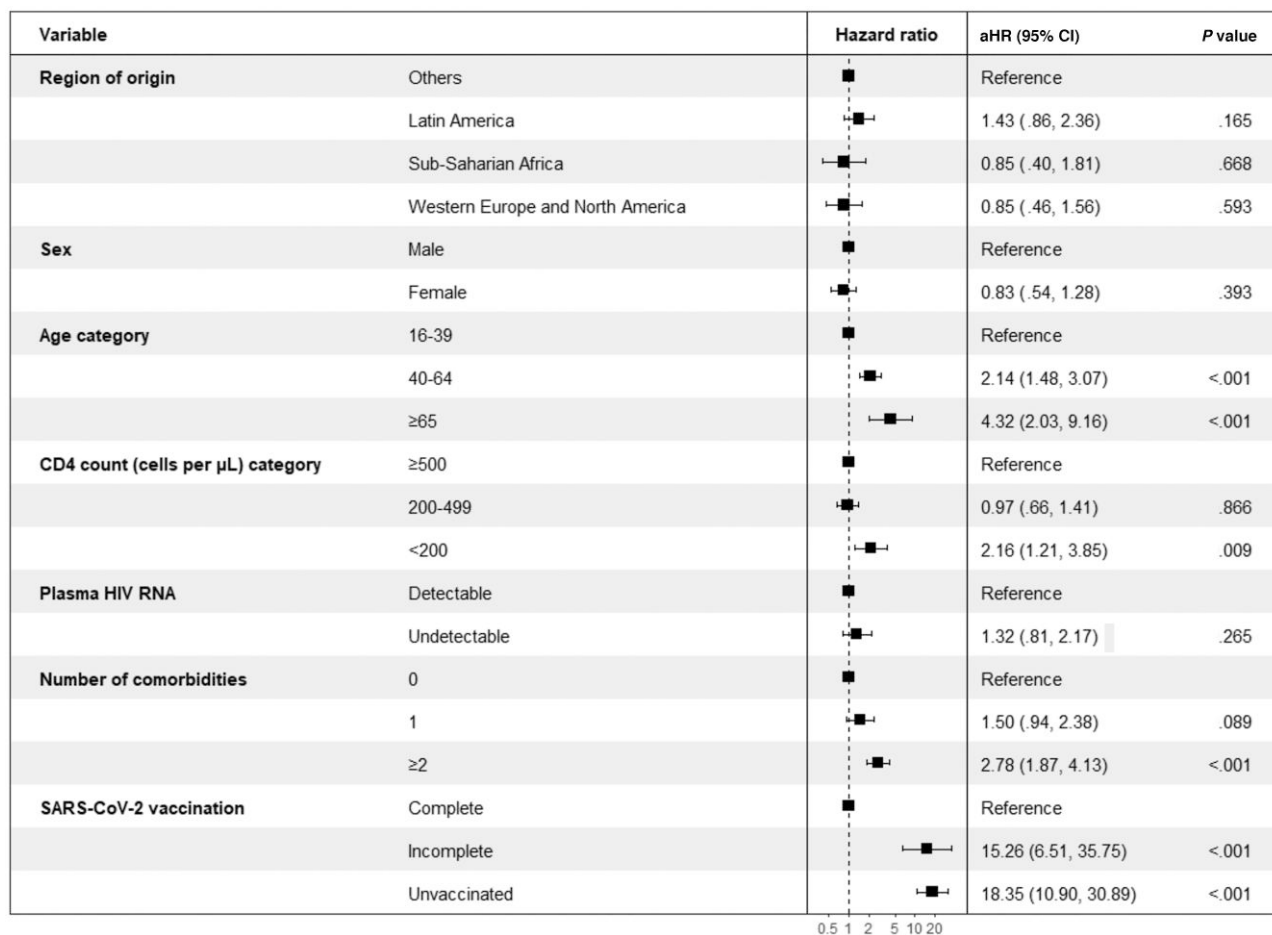 Variable Hazard ratio aHR (95% CI) P value
Region of origin Others Reference
Latin America 1.43 (.86, 2.36) .165
Sub-Saharian Africa 0.85 (.40, 1.81) .668
Western Europe and North America 0.85 (.46, 1.56) .593
Sex Male Reference
Female 0.83 (.54, 1.28) .393
Age category 16-39 Reference
40-64 2.14 (1.48, 3.07) <.001
≥65 4.32 (2.03, 9.16) <.001
CD4 count (cells per µL) category ≥500 Reference
200-499 0.97 (.66, 1.41) .866
<200 2.16 (1.21, 3.85) .009
Plasma HIV RNA Detectable Reference
Undetectable 1.32 (.81, 2.17) .265
Number of comorbidities 0 Reference
1 1.50 (.94, 2.38) .089
≥2 2.78 (1.87, 4.13) <.001
SARS-CoV-2 vaccination Complete Reference
Incomplete 15.26 (6.51, 35.75) <.001
Unvaccinated 18.35 (10.90, 30.89) <.001
0.5 1 2 5 10 20